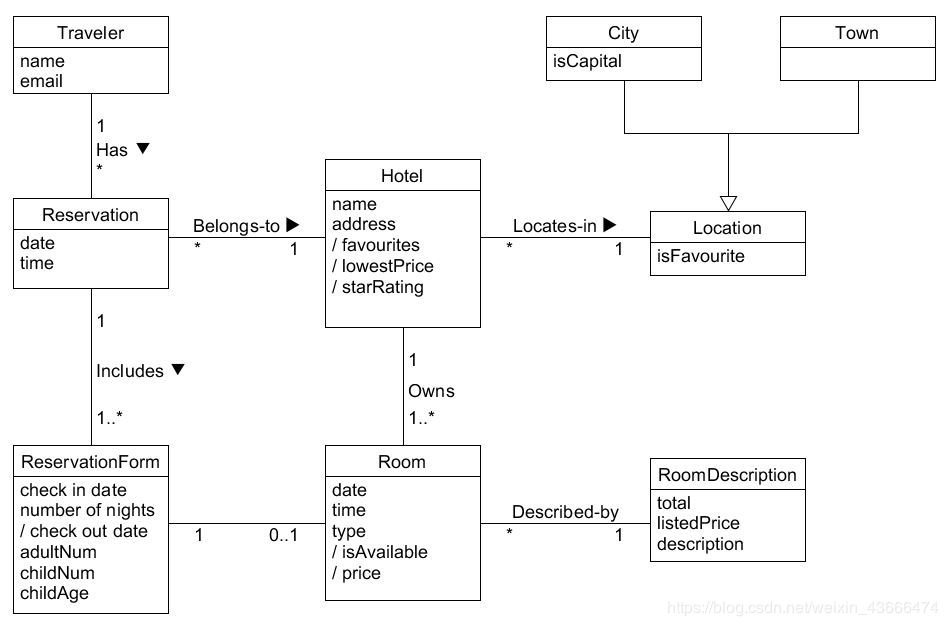 Traveler
name
email
1
Has ▼
*
City
isCapital
Town
Reservation
date
time
Belongs-to ▶
*
1
Hotel
name
address
/ favourites
/ lowestPrice
/ starRating
Locates-in ▶
*
1
Location
isFavourite
1
Includes ▼
1..*
1
Owns
1..*
ReservationForm
check in date
number of nights
/ check out date
adultNum
childNum
childAge
1
0..1
Room
date
time
type
/ isAvailable
/ price
Described-by
*
1
RoomDescription
total
listedPrice
description
https://blog.csdn.net/weixin_43666474